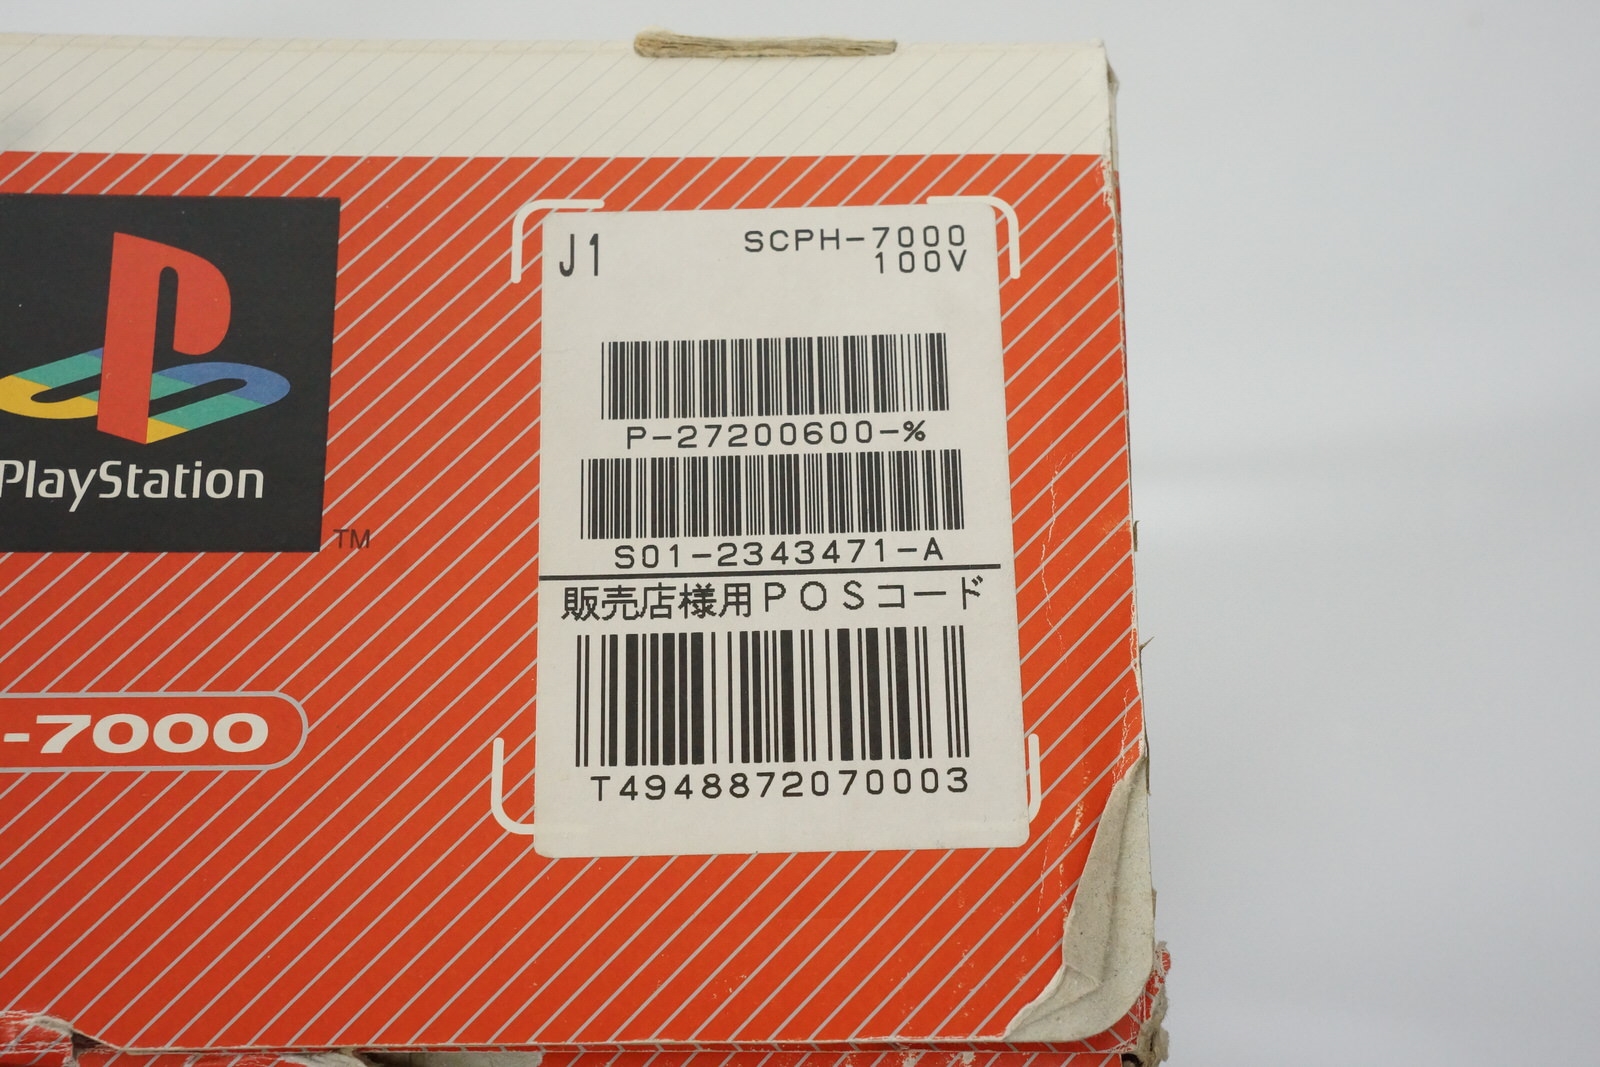 PlayStation
TM
-7000
J1
SCPH-7000
100V
P-27200600-%
S01-2343471-A
販売店様用POSコード
T4948872070003